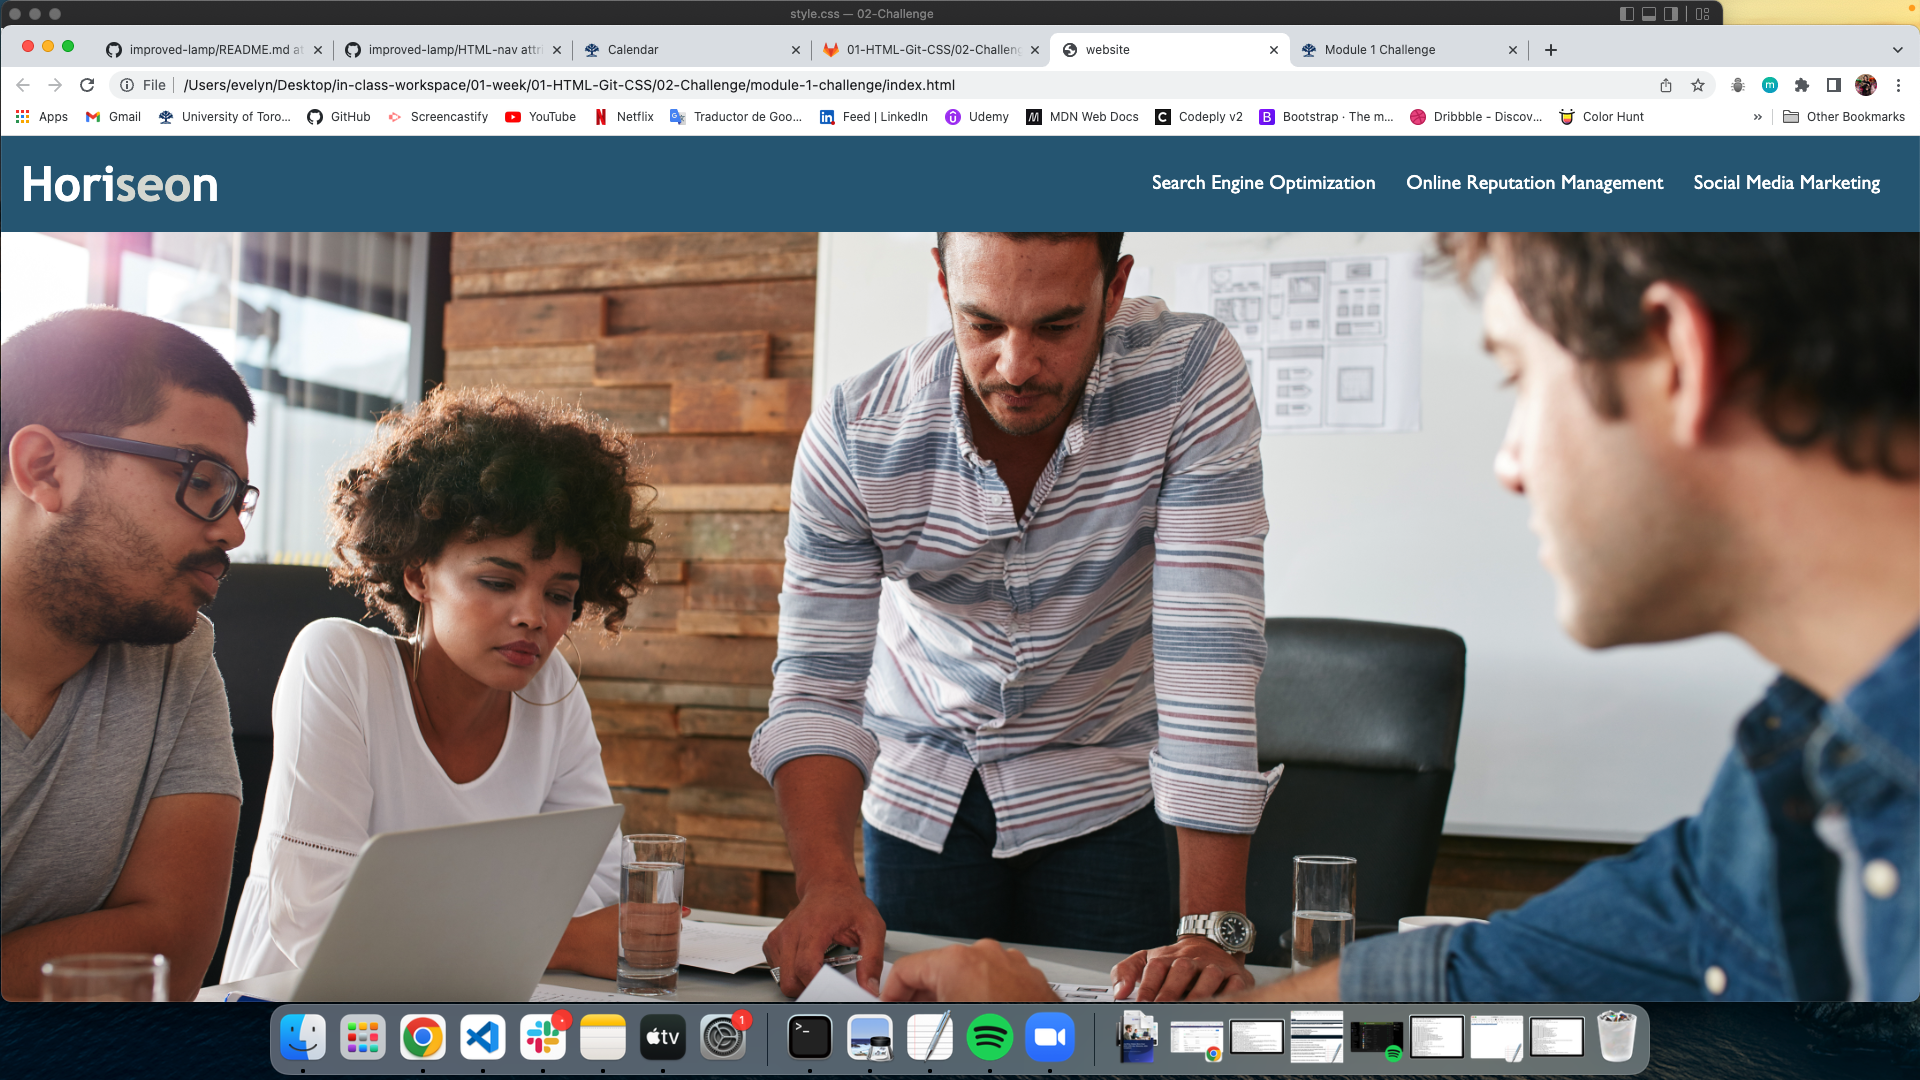 style.css — 02-Challenge
improved-lamp/README.md at
improved-lamp/HTML-nav attri
Calendar
01-HTML-Git-CSS/02-Challeng
website
Module 1 Challenge
File
/Users/evelyn/Desktop/in-class-workspace/01-week/01-HTML-Git-CSS/02-Challenge/module-1-challenge/index.html
m
Apps
Gmail
University of Toro...
GitHub
Screencastify
YouTube
Netflix
Traductor de Goo...
Feed | LinkedIn
Udemy
MDN Web Docs
Codeply v2
Bootstrap · The m...
Dribbble - Discov...
Color Hunt
»
Other Bookmarks
Horiseon
Search Engine Optimization
Online Reputation Management
Social Media Marketing
tv
1
>_